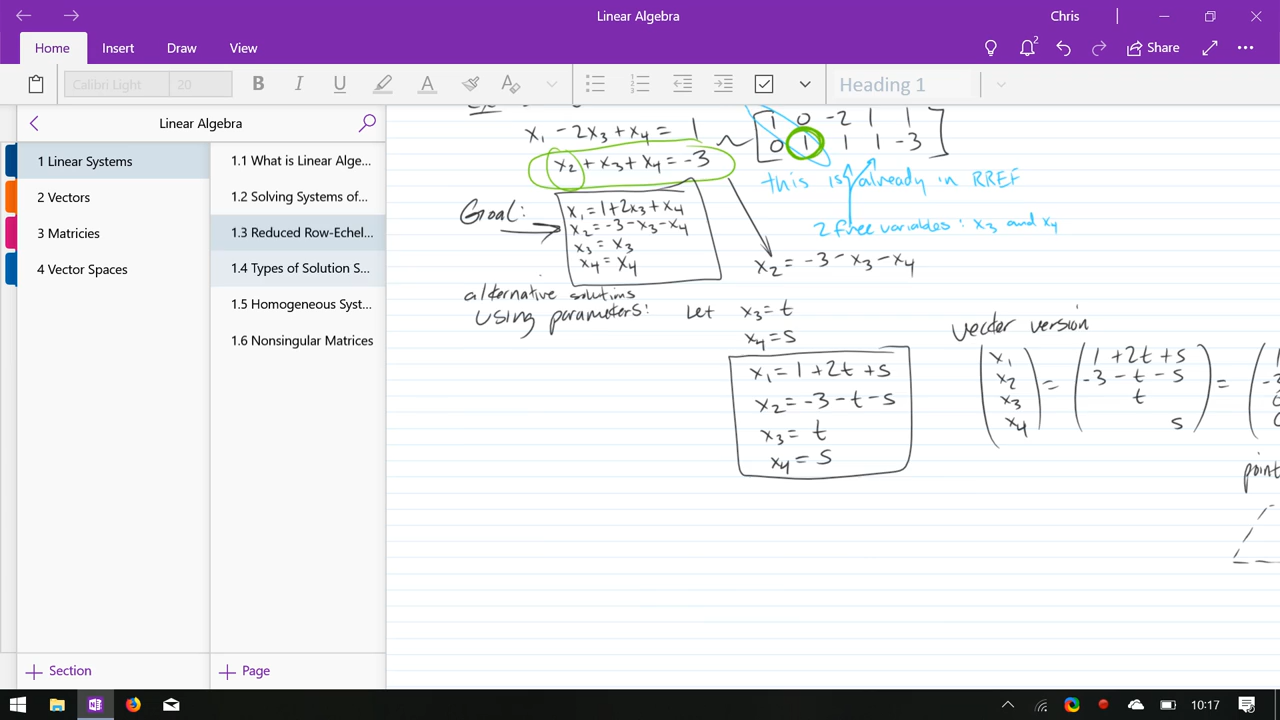 Linear Algebra
Chris
Home Insert Draw View
2
Share
Calibri Light 20 B I U A Heading 1
Linear Algebra
1 Linear Systems
2 Vectors
3 Matricies
4 Vector Spaces
1.1 What is Linear Alge...
1.2 Solving Systems of...
1.3 Reduced Row-Echel...
1.4 Types of Solution S...
1.5 Homogeneous Syst...
1.6 Nonsingular Matrices
+ Section
+ Page
x₁ - 2x₃ + x₄ = 1
x₂ + x₃ + x₄ = -3
~
1 0 -2 1 1
0 1 1 1 -3
this is already in RREF
2 free variables: x₃ and x₄
Goal:
x₁ = 1+2x₃+x₄
x₂ = -3-x₃-x₄
x₃ = x₃
x₄ = x₄
x₂ = -3 - x₃ - x₄
alternative solutions
using parameters: Let x₃ = t
x₄ = s
x₁ = 1 + 2t + s
x₂ = -3 - t - s
x₃ = t
x₄ = s
vector version
x₁ 1 + 2t + s
x₂ = -3 - t - s =
x₃ t
x₄ s
point
10:17